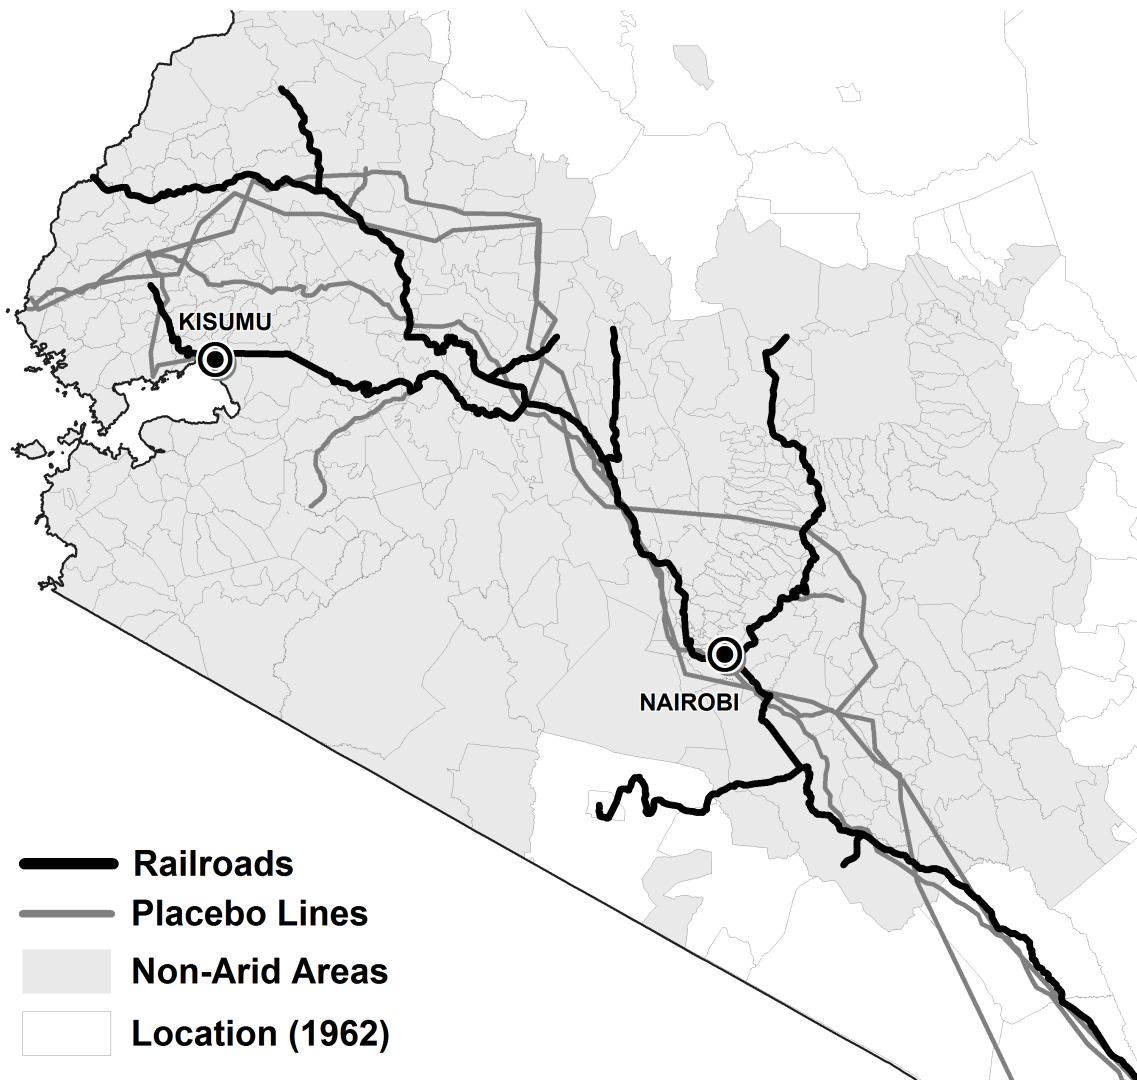 KISUMU
NAIROBI
Railroads
Placebo Lines
Non-Arid Areas
Location (1962)